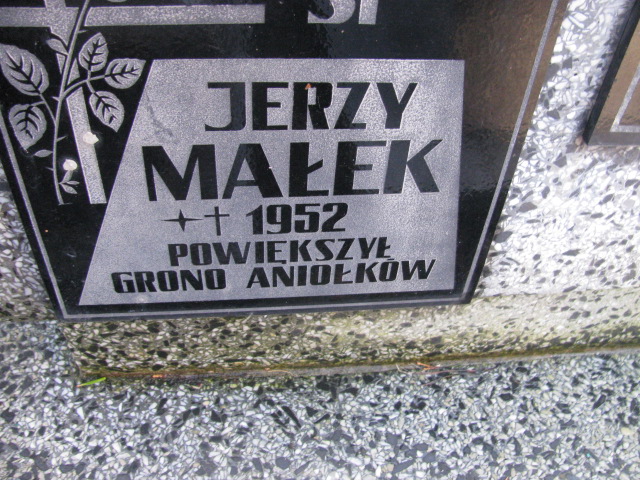 JERZY
MAŁEK
✦ † 1952
POWIĘKSZYŁ
GRONO ANIOŁKÓW